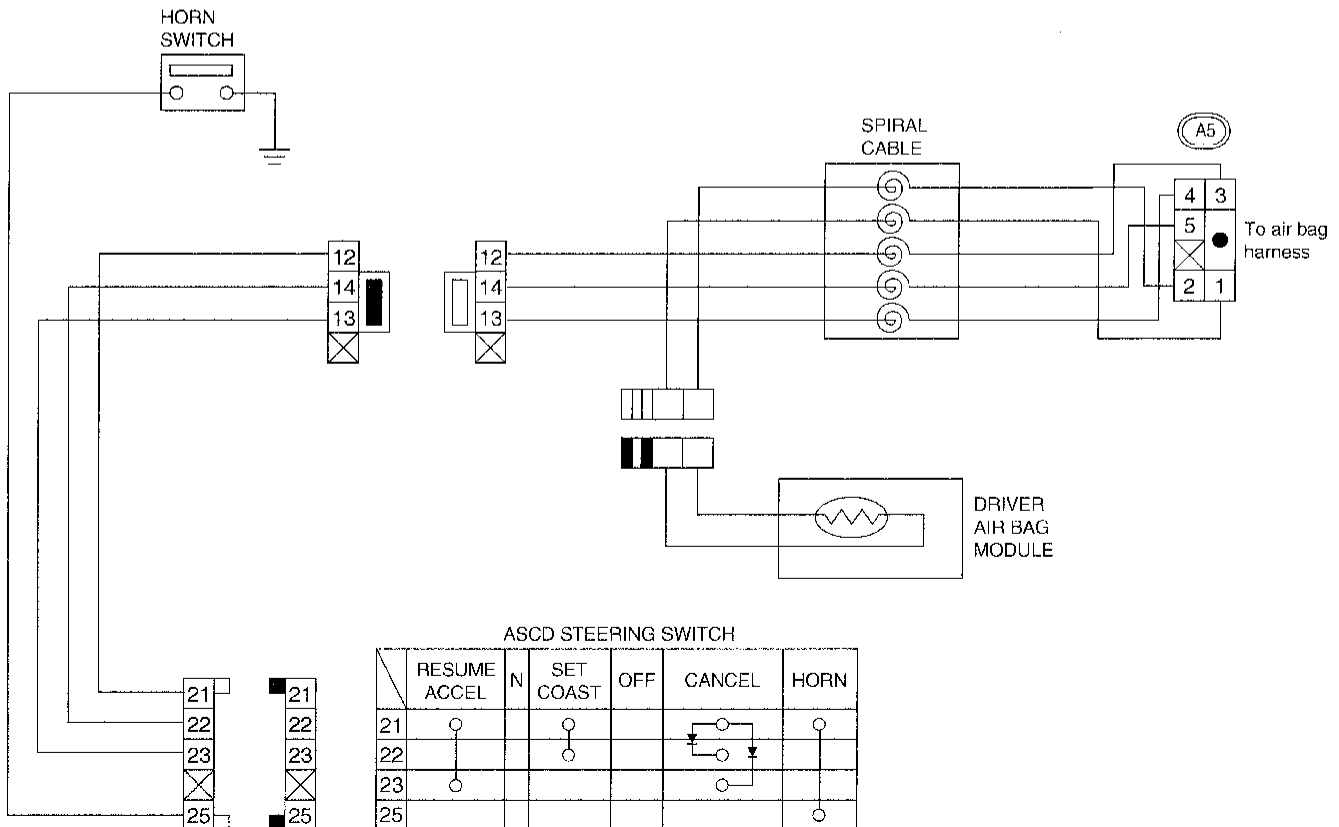 HORN
SWITCH
SPIRAL
CABLE
A5
4 3
5
2 1
To air bag
harness
12
14
13
12
14
13
DRIVER
AIR BAG
MODULE
ASCD STEERING SWITCH
RESUME
ACCEL
N
SET
COAST
OFF
CANCEL
HORN
21
22
23
25
21
22
23
25
21
22
23
25